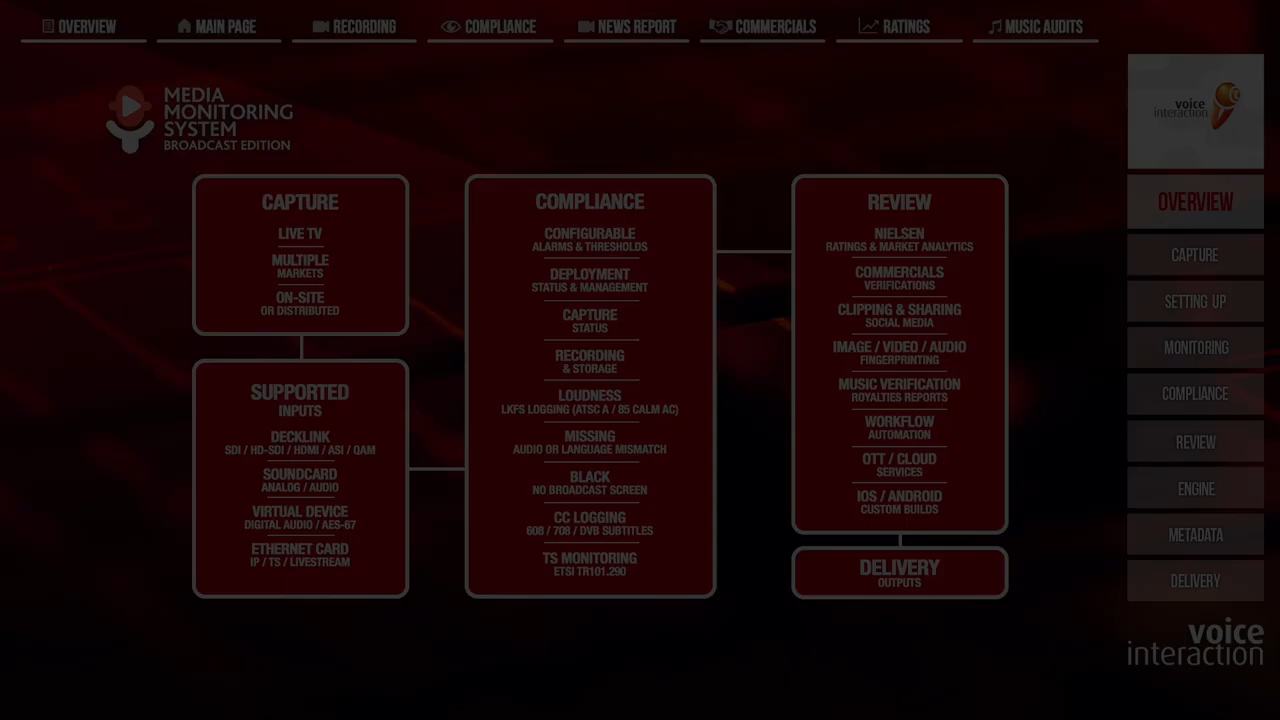 OVERVIEW
MAIN PAGE
RECORDING
COMPLIANCE
NEWS REPORT
COMMERCIALS
RATINGS
MUSIC AUDITS
MEDIA
MONITORING
SYSTEM
BROADCAST EDITION
CAPTURE
LIVE TV
MULTIPLE
MARKETS
ON-SITE
OR DISTRIBUTED
SUPPORTED
INPUTS
DECKLINK
SDI / HD-SDI / HDMI / ASI / QAM
SOUNDCARD
ANALOG / AUDIO
VIRTUAL DEVICE
DIGITAL AUDIO / AES-67
ETHERNET CARD
IP / TS / LIVESTREAM
COMPLIANCE
CONFIGURABLE
ALARMS & THRESHOLDS
DEPLOYMENT
STATUS & MANAGEMENT
CAPTURE
STATUS
RECORDING
& STORAGE
LOUDNESS
LKFS LOGGING (ATSC A / 85 CALM AC)
MISSING
AUDIO OR LANGUAGE MISMATCH
BLACK
NO BROADCAST SCREEN
CC LOGGING
608 / 708 / DVB SUBTITLES
TS MONITORING
ETSI TR101.290
REVIEW
NIELSEN
RATINGS & MARKET ANALYTICS
COMMERCIALS
VERIFICATIONS
CLIPPING & SHARING
SOCIAL MEDIA
IMAGE / VIDEO / AUDIO
FINGERPRINTING
MUSIC VERIFICATION
ROYALTIES REPORTS
WORKFLOW
AUTOMATION
OTT / CLOUD
SERVICES
IOS / ANDROID
CUSTOM BUILDS
DELIVERY
OUTPUTS
voice
interaction
OVERVIEW
CAPTURE
SETTING UP
MONITORING
COMPLIANCE
REVIEW
ENGINE
METADATA
DELIVERY
voice
interaction